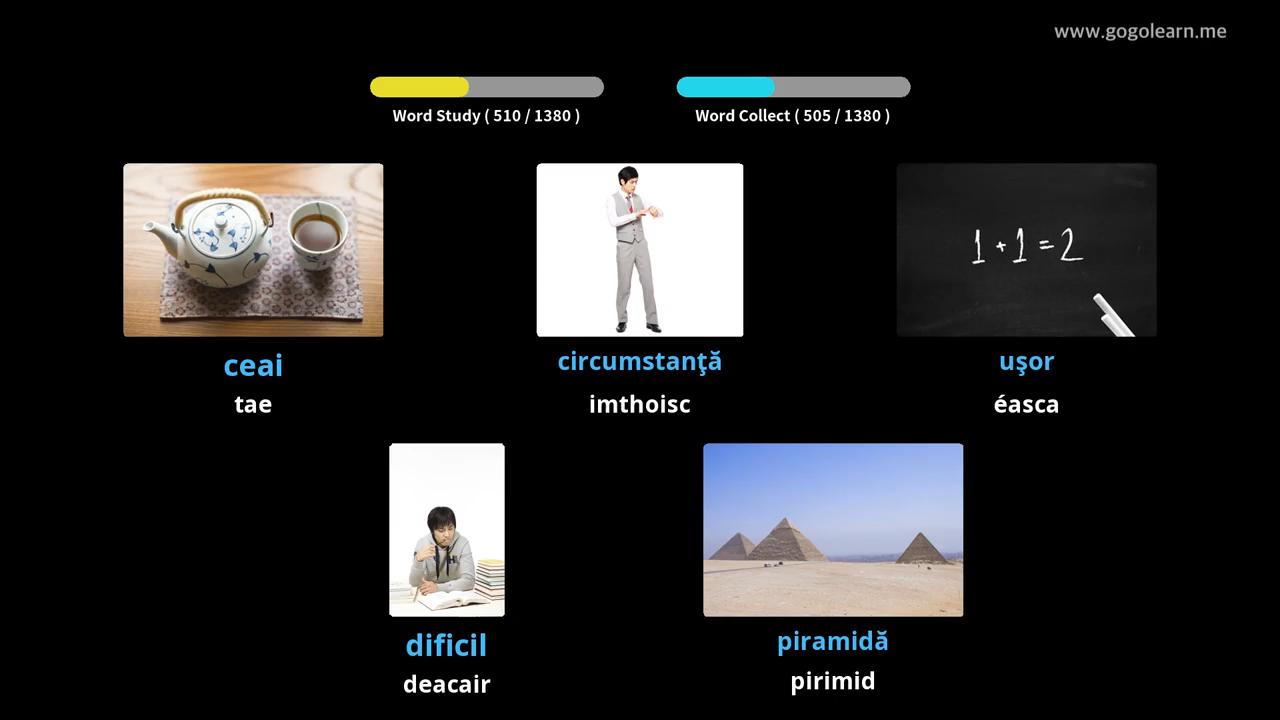 www.gogolearn.me
Word Study ( 510 / 1380 )
Word Collect ( 505 / 1380 )
1 + 1 = 2
ceai
circumstanţă
uşor
tae
imthoisc
éasca
dificil
piramidă
deacair
pirimid